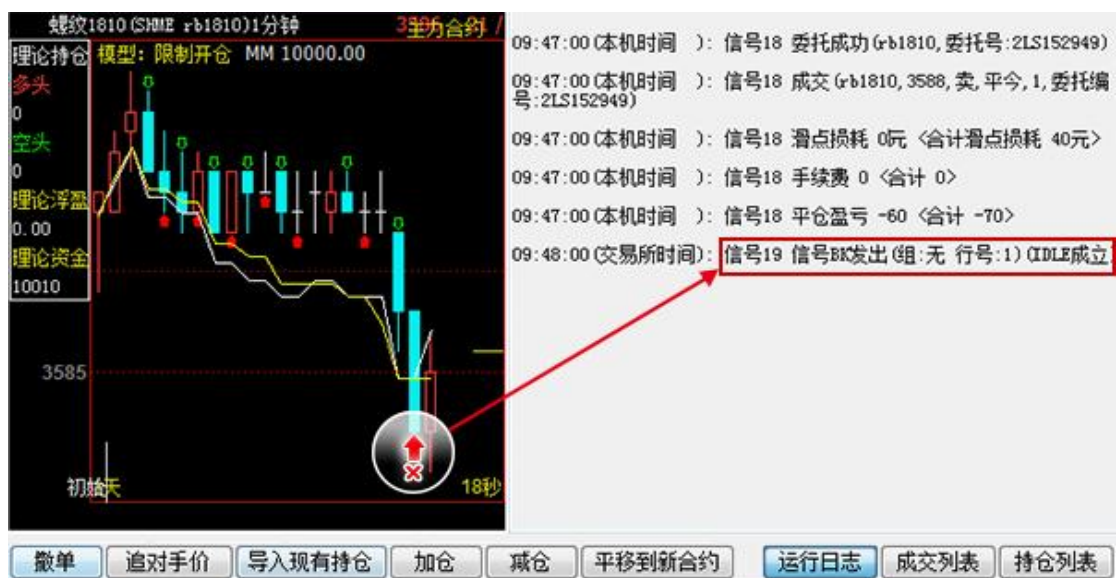 螺纹1810(SHME rb1810)1分钟
主力合约
理论持仓 模型：限制开仓 MM 10000.00
多头
0
空头
0
理论浮盈
0.00
理论资金
10010
3585
初始
天
18秒
09:47:00(本机时间 ): 信号18 委托成功(rb1810,委托号:2LS152949)
09:47:00(本机时间 ): 信号18 成交(rb1810,3588,卖,平今,1,委托编
号:2LS152949)
09:47:00(本机时间 ): 信号18 滑点损耗 0元 <合计滑点损耗 40元>
09:47:00(本机时间 ): 信号18 手续费 0 <合计 0>
09:47:00(本机时间 ): 信号18 平仓盈亏 -60 <合计 -70>
09:48:00(交易所时间): 信号19 信号BK发出(组:无 行号:1)(IDLE成立
撤单 追对手价 导入现有持仓 加仓 减仓 平移到新合约 运行日志 成交列表 持仓列表